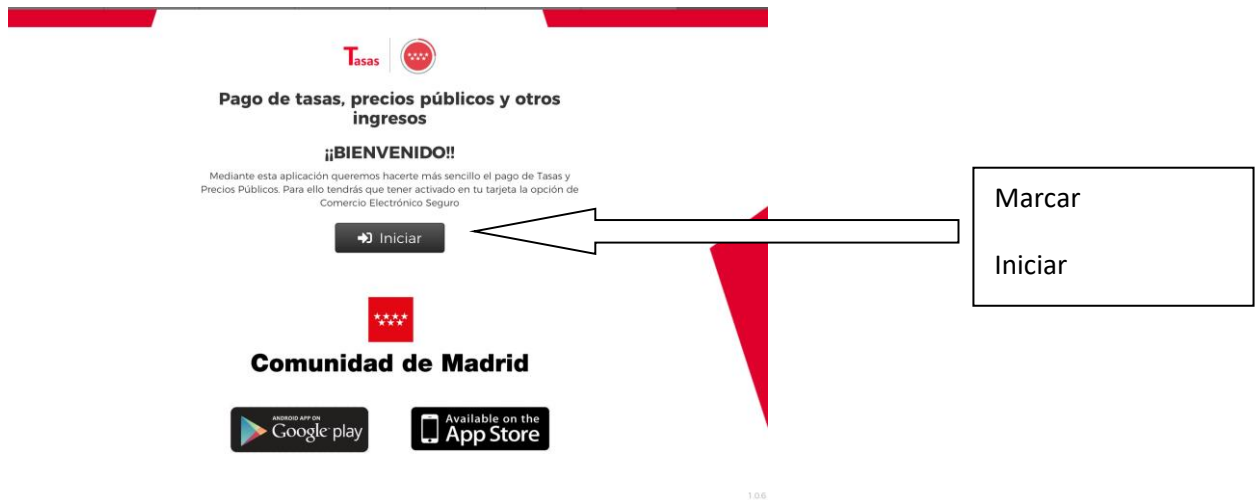 Tasas
Pago de tasas, precios públicos y otros
ingresos
¡¡BIENVENIDO!!
Mediante esta aplicación queremos hacerte más sencillo el pago de Tasas y
Precios Públicos. Para ello tendrás que tener activado en tu tarjeta la opción de
Comercio Electrónico Seguro
Iniciar
Marcar
Iniciar
Comunidad de Madrid
ANDROID APP ON
Google play
Available on the
App Store
1.0.6